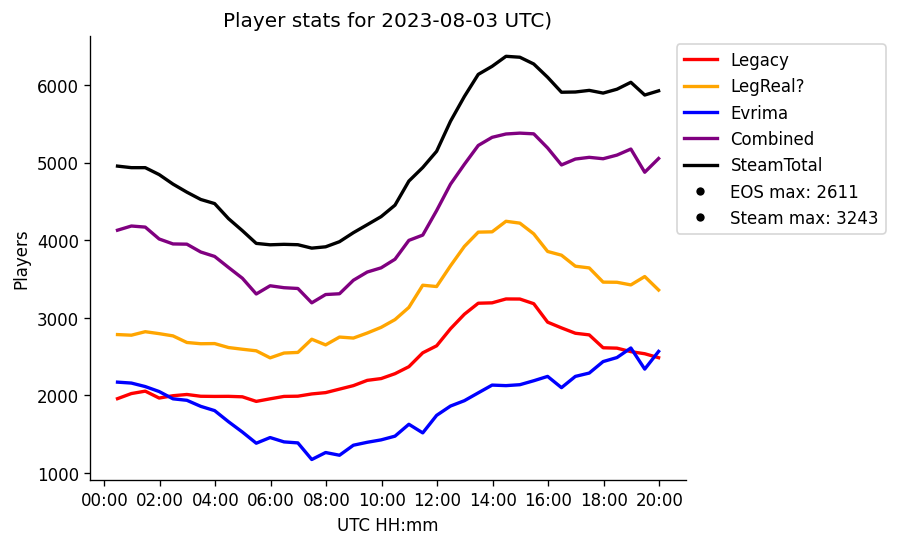 Player stats for 2023-08-03 UTC)
Legacy
LegReal?
Evrima
Combined
SteamTotal
EOS max: 2611
Steam max: 3243
Players
6000
5000
4000
3000
2000
1000
00:00 02:00 04:00 06:00 08:00 10:00 12:00 14:00 16:00 18:00 20:00
UTC HH:mm